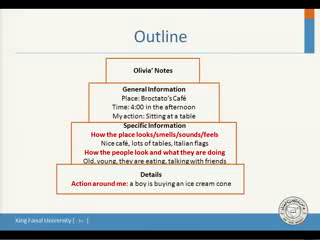 Outline
Olivia' Notes
General Information
Place: Broctato's Café
Time: 4:00 in the afternoon
My action: Sitting at a table
Specific Information
How the place looks/smells/sounds/feels
Nice café, lots of tables, Italian flags
How the people look and what they are doing
Old, young, they are eating, talking with friends
Details
Action around me: a boy is buying an ice cream cone
King Faisal University [ ]